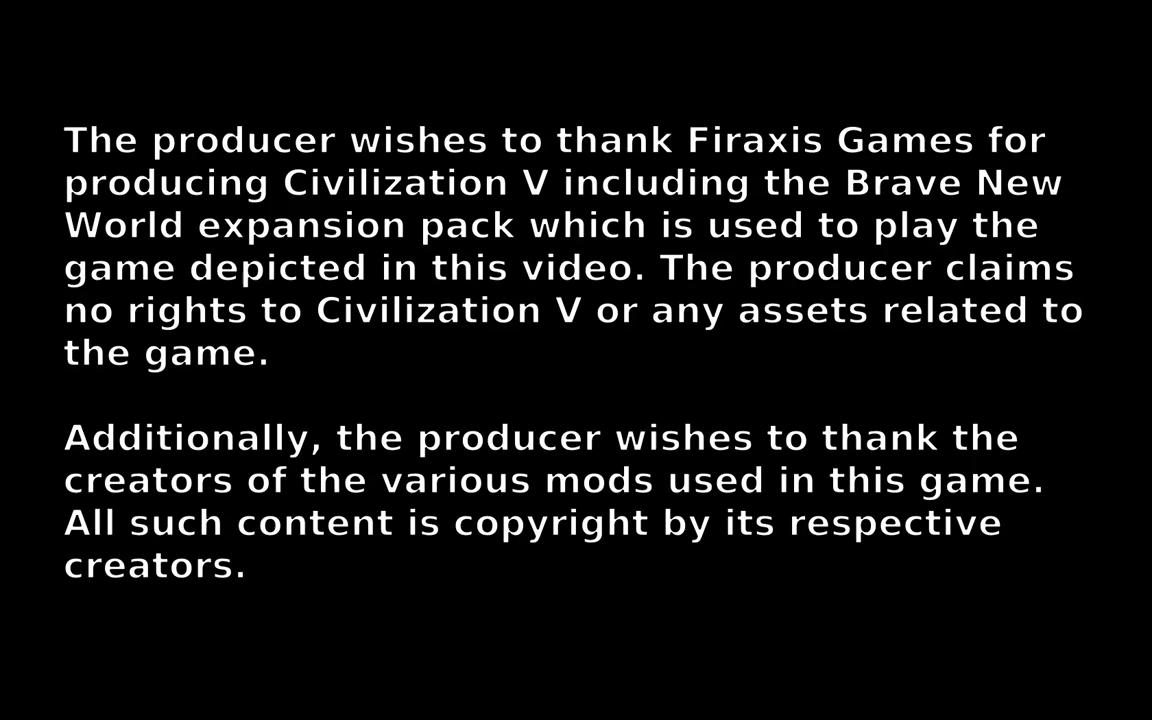 The producer wishes to thank Firaxis Games for
producing Civilization V including the Brave New
World expansion pack which is used to play the
game depicted in this video. The producer claims
no rights to Civilization V or any assets related to
the game.
Additionally, the producer wishes to thank the
creators of the various mods used in this game.
All such content is copyright by its respective
creators.